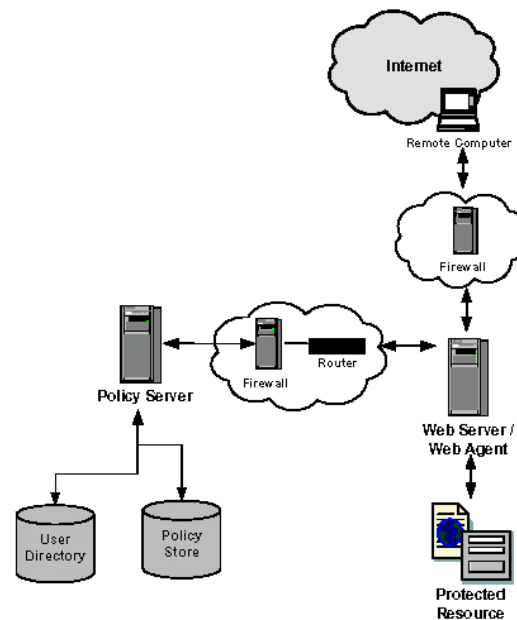 Internet
Remote Computer
Firewall
Firewall
Router
Policy Server
Web Server /
Web Agent
User
Directory
Policy
Store
Protected
Resource